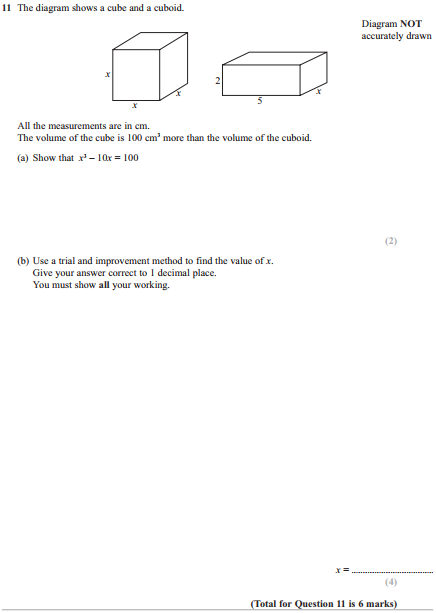 11 The diagram shows a cube and a cuboid.
Diagram NOT
accurately drawn
x
x
x
2
5
x
All the measurements are in cm.
The volume of the cube is 100 cm³ more than the volume of the cuboid.
(a) Show that x³ – 10x = 100
(2)
(b) Use a trial and improvement method to find the value of x.
Give your answer correct to 1 decimal place.
You must show all your working.
x = ..............................
(4)
(Total for Question 11 is 6 marks)